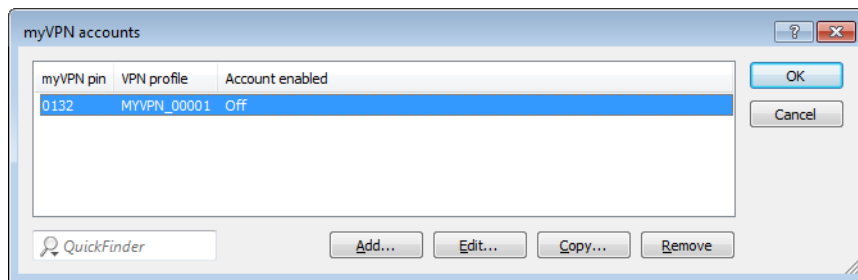 myVPN accounts
myVPN pin VPN profile Account enabled
0132 MYVPN_00001 Off
OK
Cancel
QuickFinder
Add... Edit... Copy... Remove